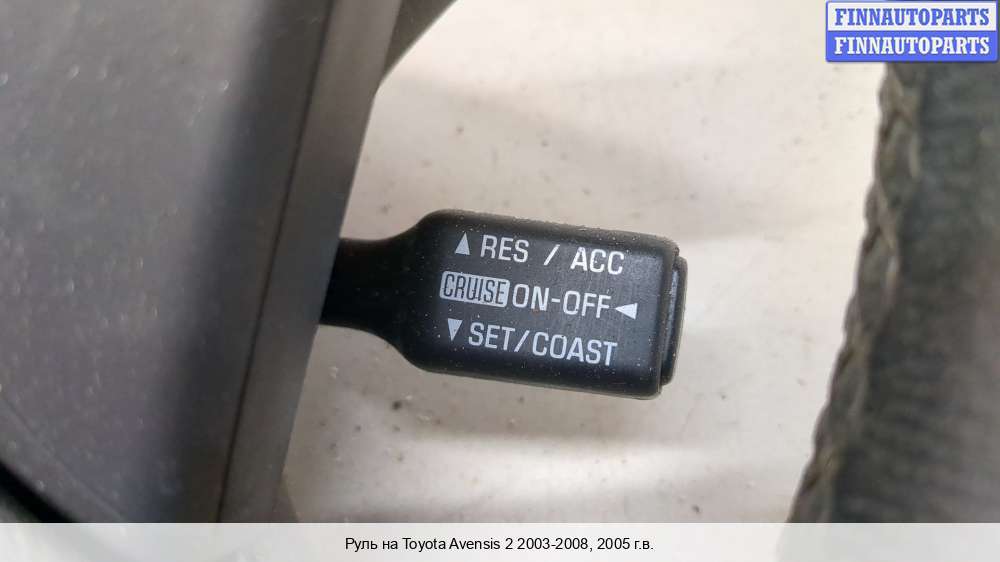 FINNAUTOPARTS
FINNAUTOPARTS
▲ RES / ACC
CRUISE ON-OFF ◄
▼ SET/COAST
Руль на Toyota Avensis 2 2003-2008, 2005 г.в.